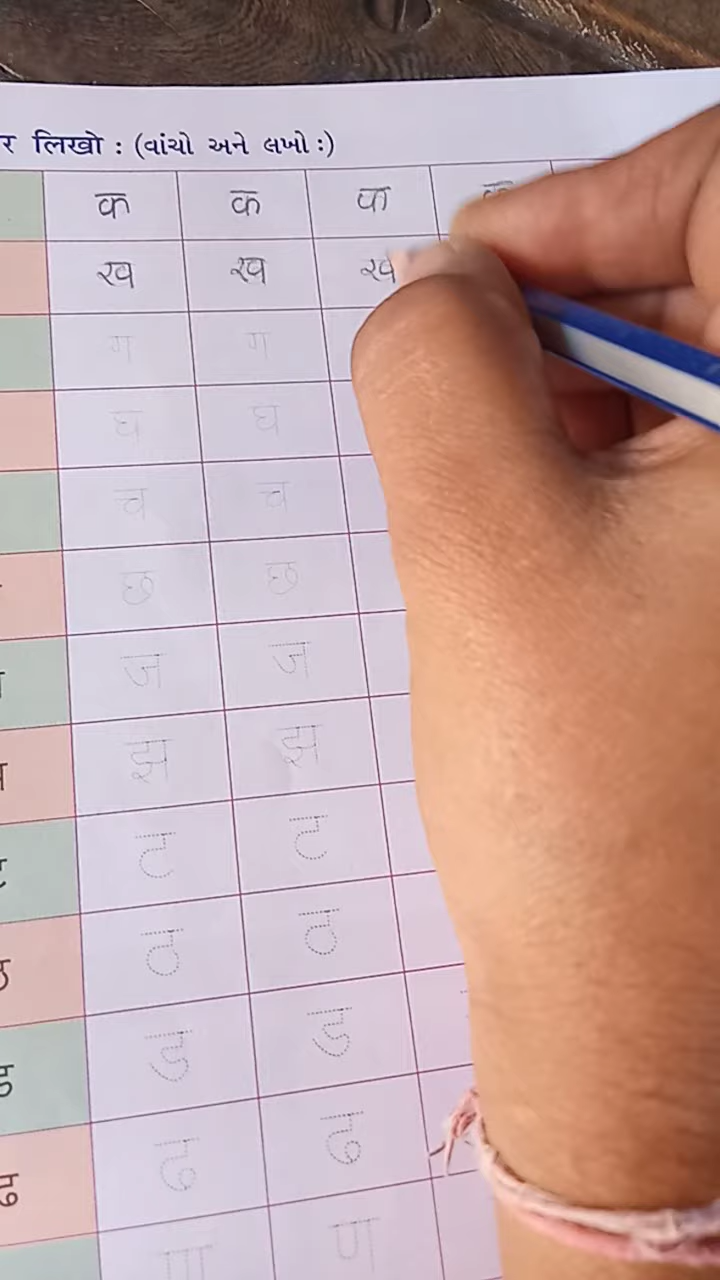 र लिखो : (વાંચો અને લખો :)
क क फा
ख ख ख
ग ग
घ घ
च च
छ छ
ज ज
झ झ
ट ट
ठ ठ
ड ड
ढ ढ
ण ण